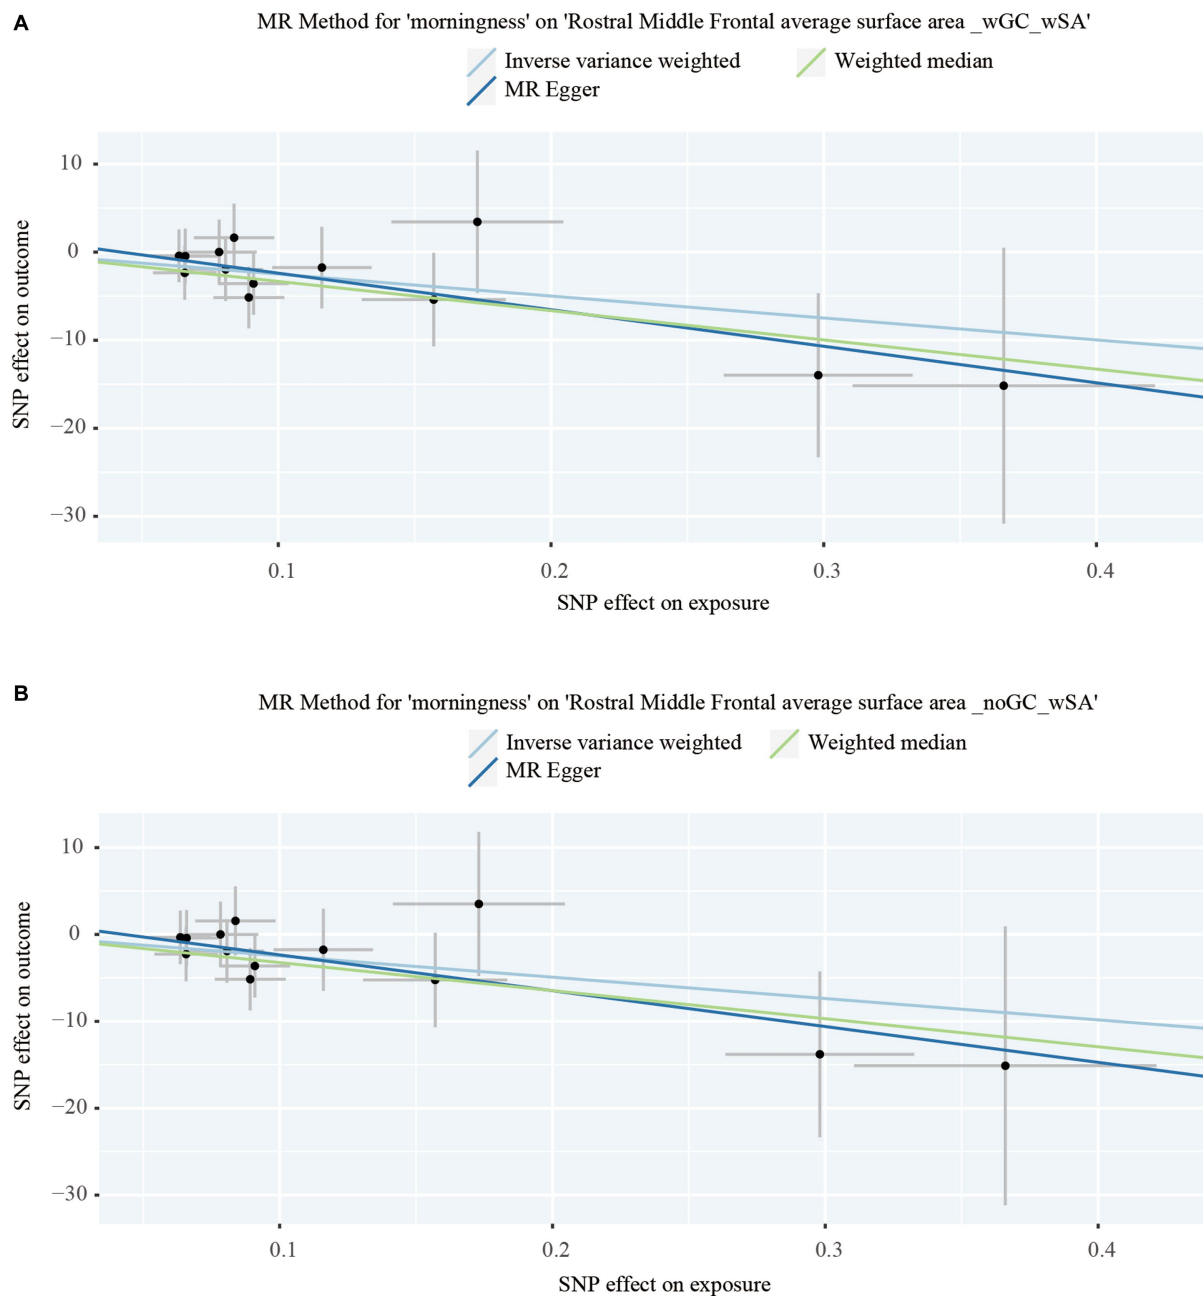 A
MR Method for 'morningness' on 'Rostral Middle Frontal average surface area _wGC_wSA'
Inverse variance weighted
Weighted median
MR Egger
10
0
−10
−20
−30
SNP effect on outcome
0.1
0.2
0.3
0.4
SNP effect on exposure
B
MR Method for 'morningness' on 'Rostral Middle Frontal average surface area _noGC_wSA'
Inverse variance weighted
Weighted median
MR Egger
10
0
−10
−20
−30
SNP effect on outcome
0.1
0.2
0.3
0.4
SNP effect on exposure